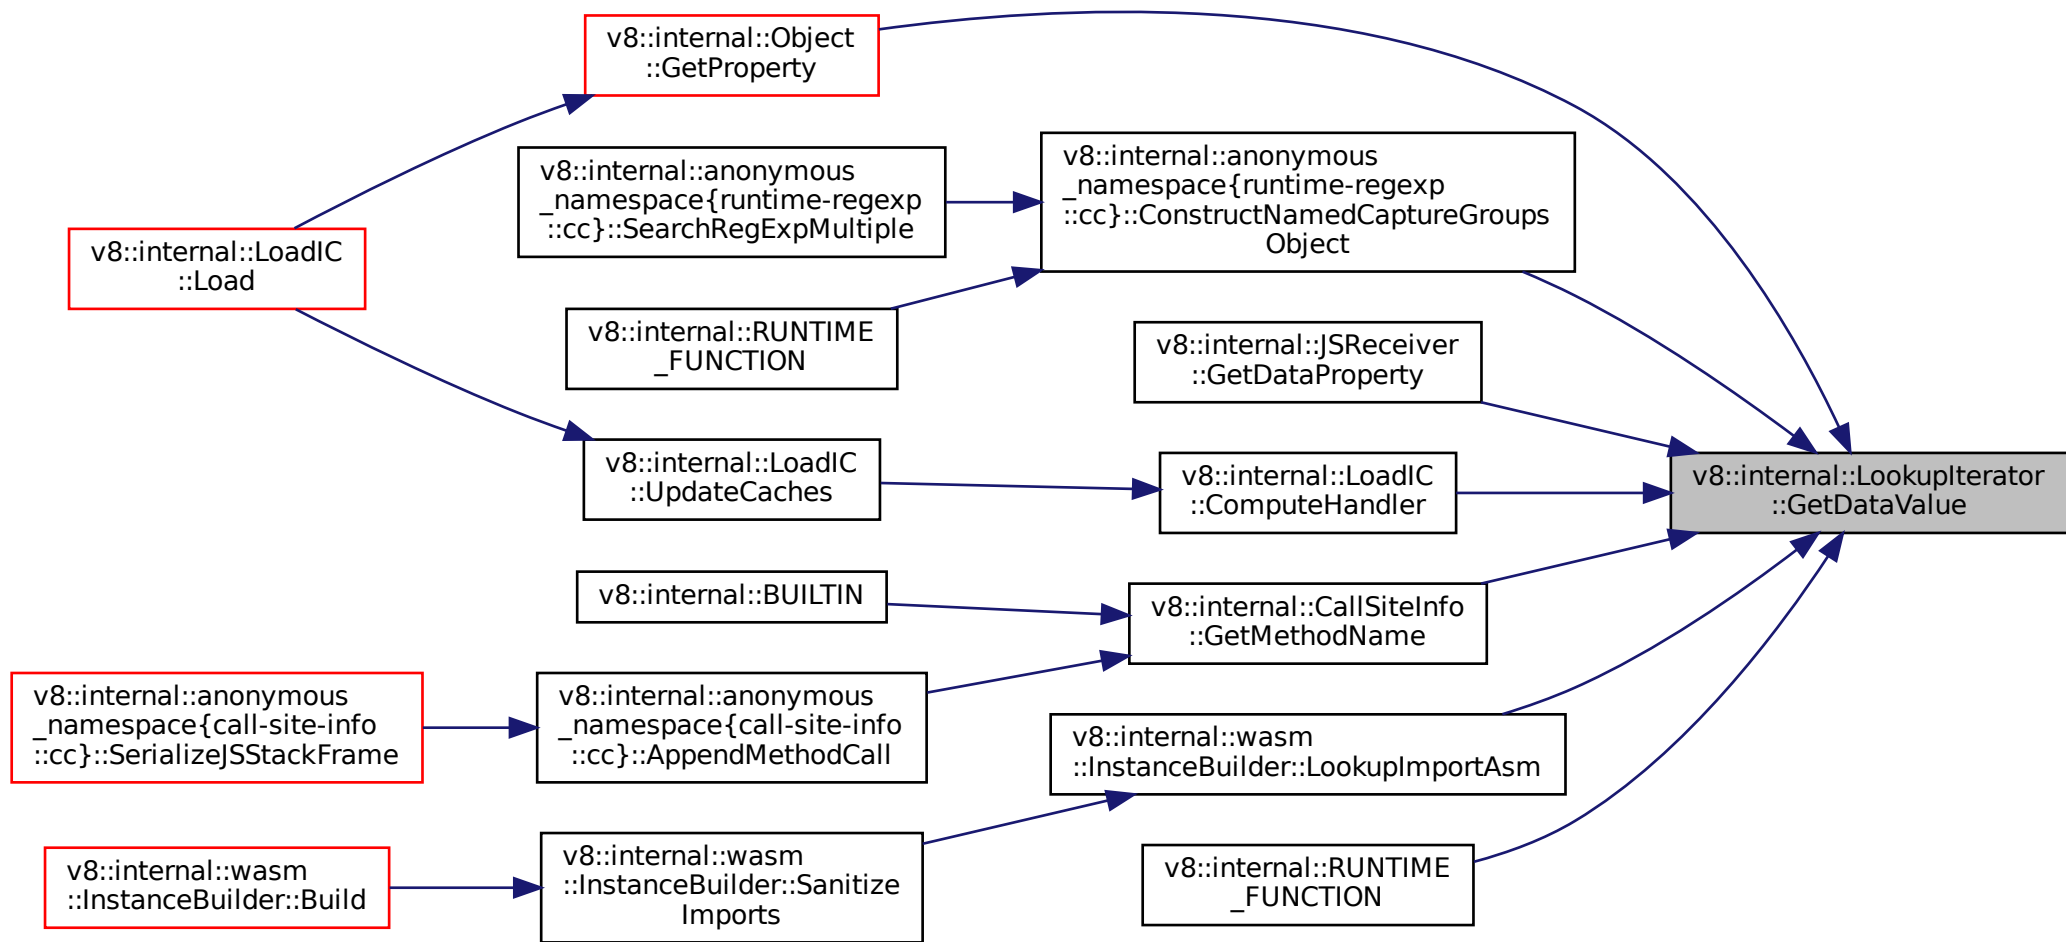 v8::internal::Object
::GetProperty
v8::internal::anonymous
_namespace{runtime-regexp
::cc}::ConstructNamedCaptureGroups
Object
v8::internal::anonymous
_namespace{runtime-regexp
::cc}::SearchRegExpMultiple
v8::internal::LoadIC
::Load
v8::internal::RUNTIME
_FUNCTION
v8::internal::JSReceiver
::GetDataProperty
v8::internal::LoadIC
::UpdateCaches
v8::internal::LoadIC
::ComputeHandler
v8::internal::LookupIterator
::GetDataValue
v8::internal::BUILTIN
v8::internal::CallSiteInfo
::GetMethodName
v8::internal::anonymous
_namespace{call-site-info
::cc}::SerializeJSStackFrame
v8::internal::anonymous
_namespace{call-site-info
::cc}::AppendMethodCall
v8::internal::wasm
::InstanceBuilder::LookupImportAsm
v8::internal::wasm
::InstanceBuilder::Build
v8::internal::wasm
::InstanceBuilder::Sanitize
Imports
v8::internal::RUNTIME
_FUNCTION